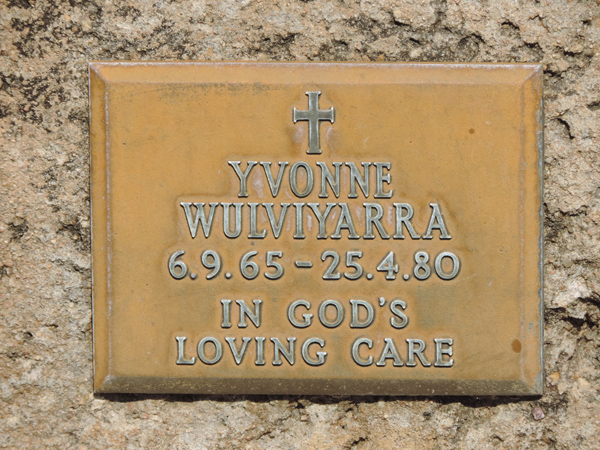 YVONNE
WULVIYARRA
6.9.65 - 25.4.80
IN GOD'S
LOVING CARE